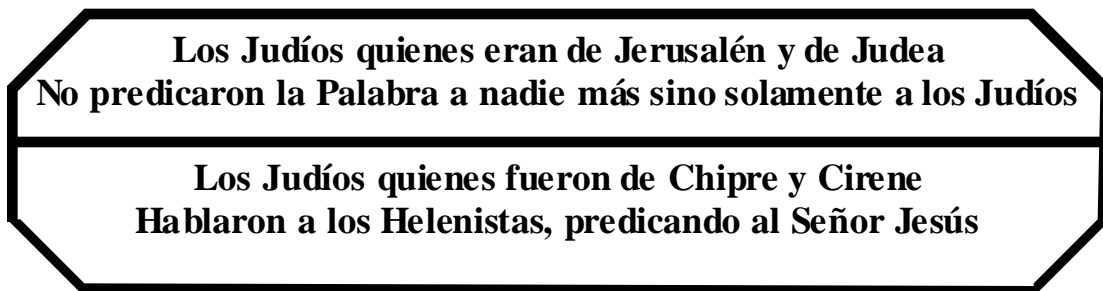 Los Judíos quienes eran de Jerusalén y de Judea
No predicaron la Palabra a nadie más sino solamente a los Judíos
Los Judíos quienes fueron de Chipre y Cirene
Hablaron a los Helenistas, predicando al Señor Jesús